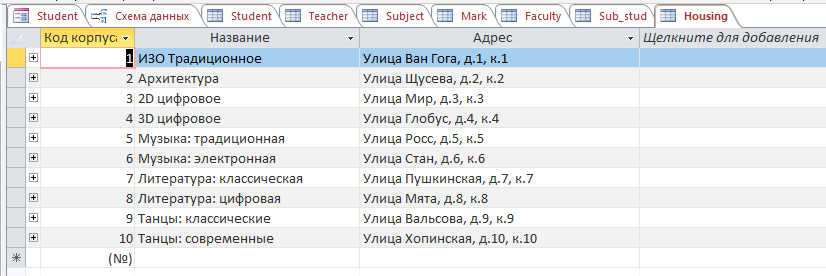 Student Схема данных Student Teacher Subject Mark Faculty Sub_stud Housing
Код корпуса Название Адрес Щелкните для добавления
1 ИЗО Традиционное Улица Ван Гога, д.1, к.1
2 Архитектура Улица Щусева, д.2, к.2
3 2D цифровое Улица Мир, д.3, к.3
4 3D цифровое Улица Глобус, д.4, к.4
5 Музыка: традиционная Улица Росс, д.5, к.5
6 Музыка: электронная Улица Стан, д.6, к.6
7 Литература: классическая Улица Пушкинская, д.7, к.7
8 Литература: цифровая Улица Мята, д.8, к.8
9 Танцы: классические Улица Вальсова, д.9, к.9
10 Танцы: современные Улица Хопинская, д.10, к.10
(№)